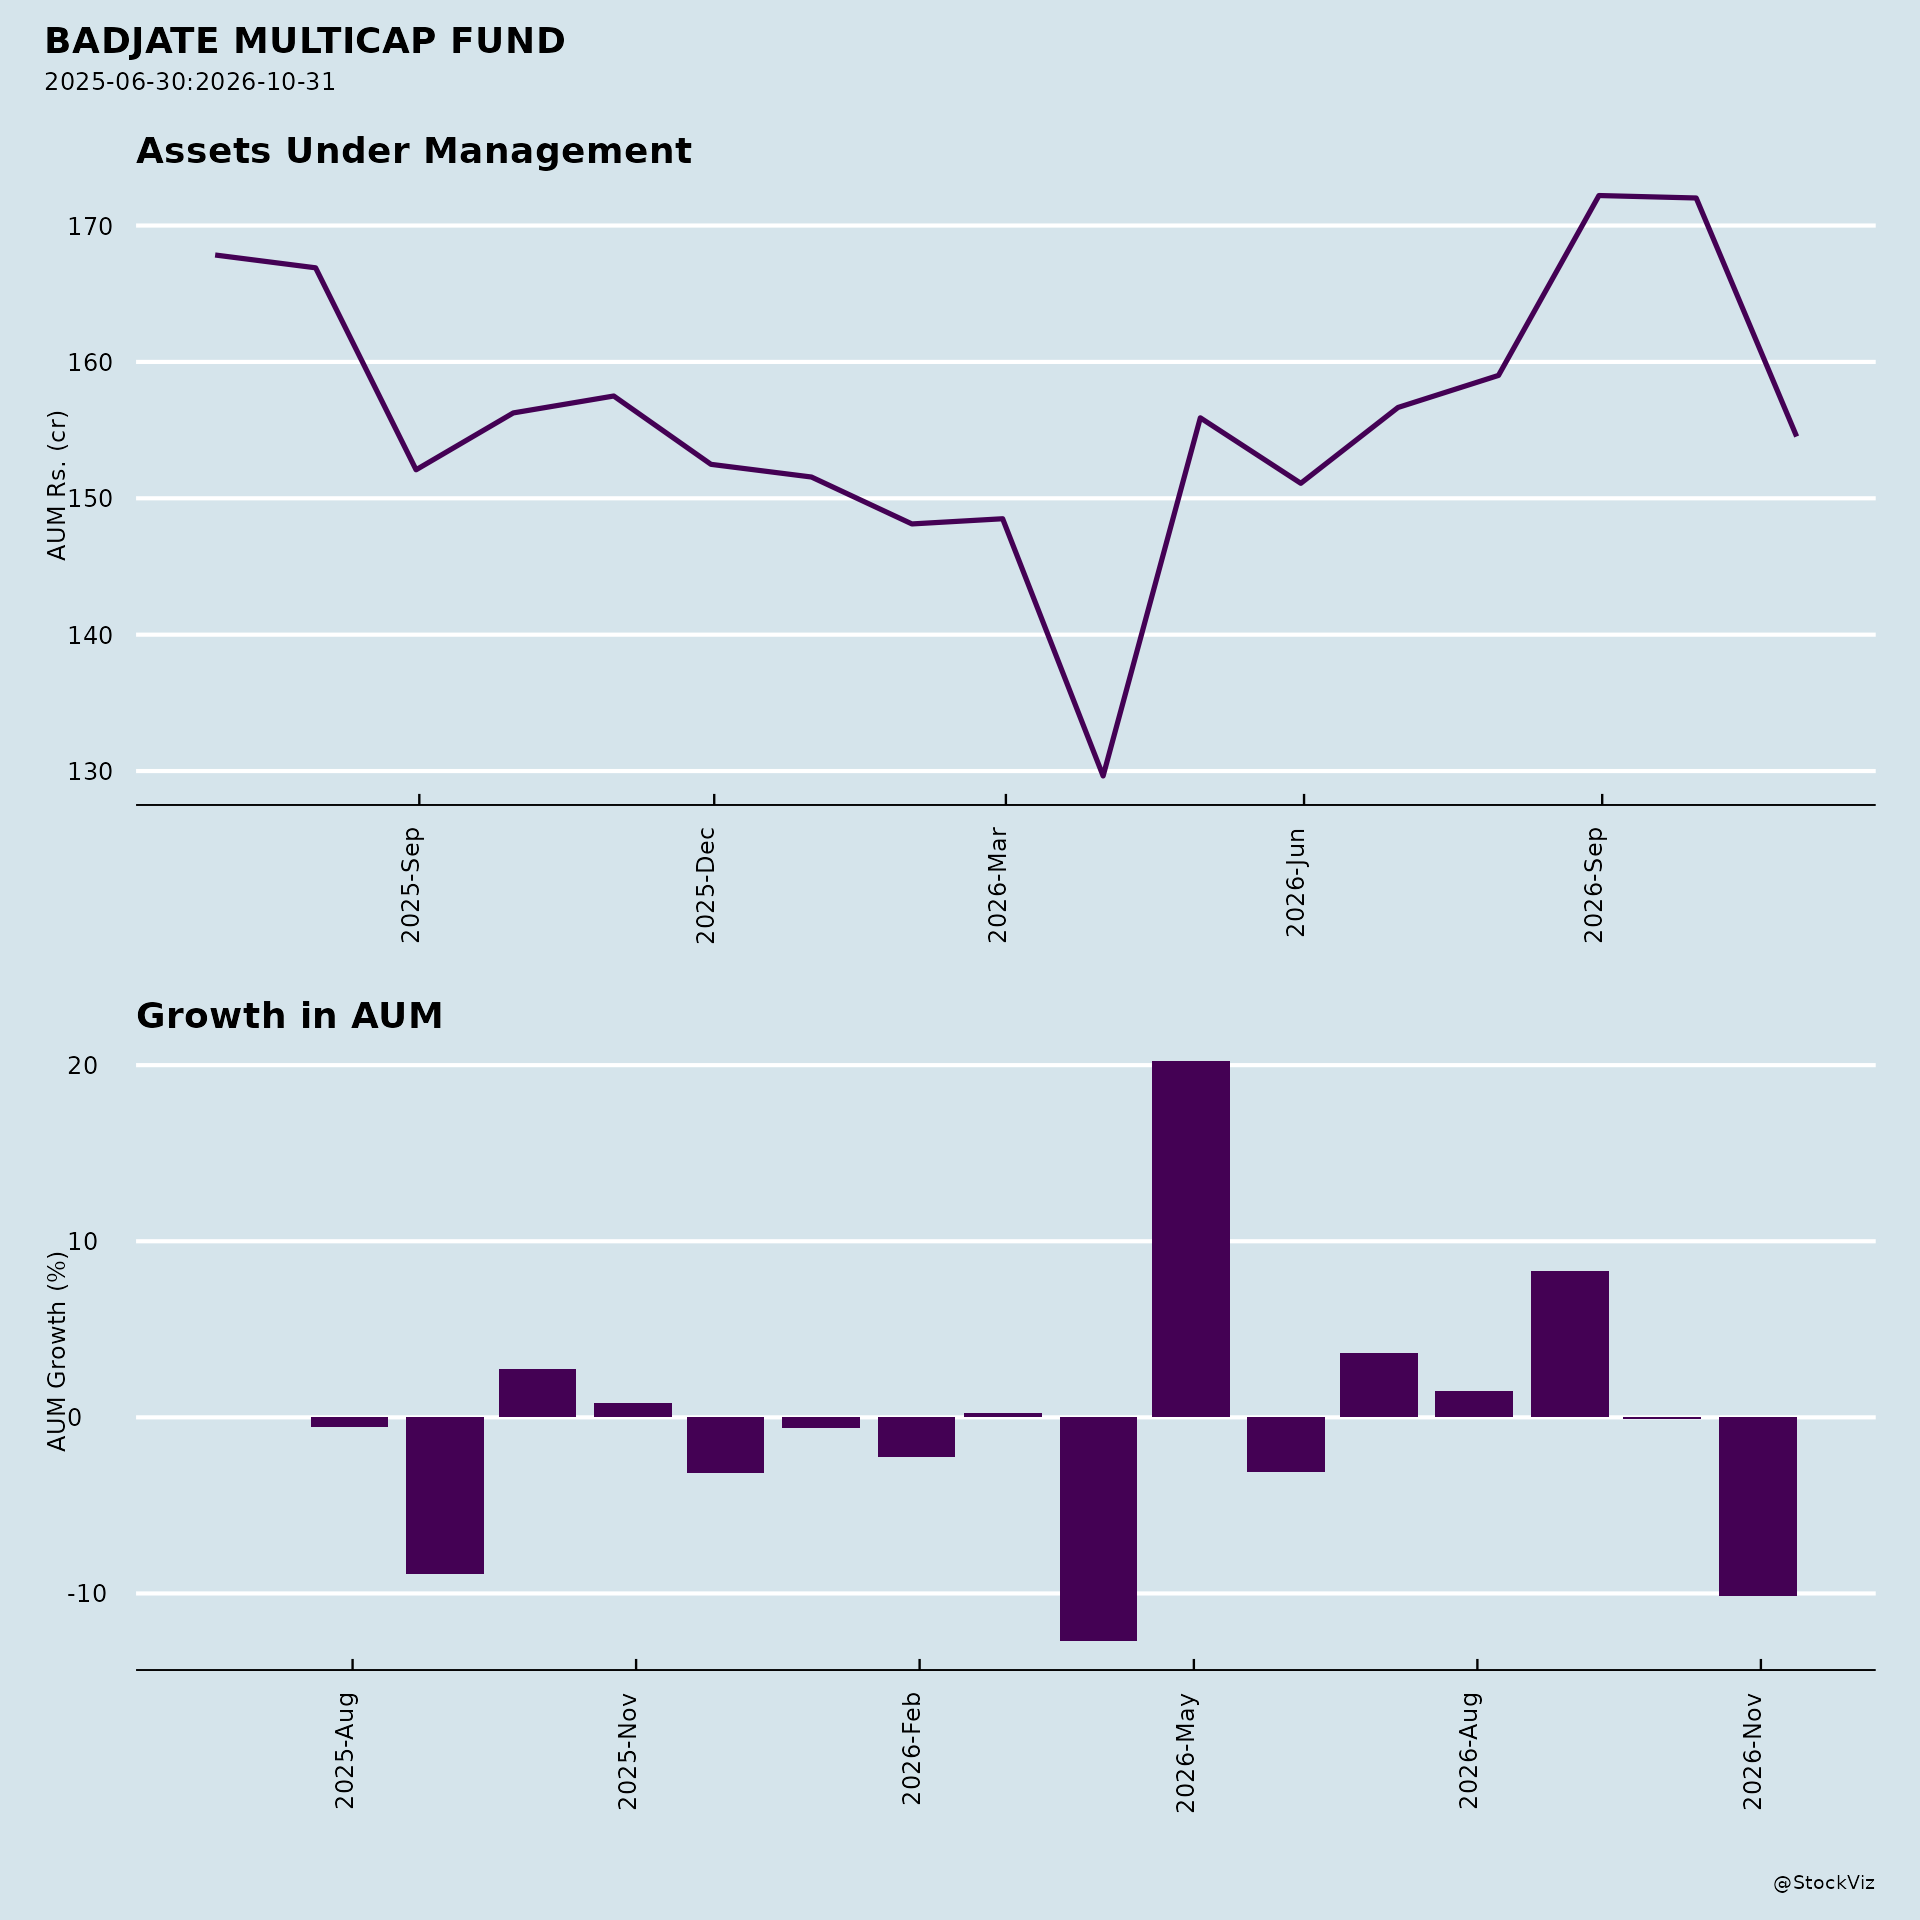 BADJATE MULTICAP FUND
2025-06-30:2026-10-31
Assets Under Management
AUM Rs. (cr)
170
160
150
140
130
2025-Sep
2025-Dec
2026-Mar
2026-Jun
2026-Sep
Growth in AUM
AUM Growth (%)
20
10
0
-10
2025-Aug
2025-Nov
2026-Feb
2026-May
2026-Aug
2026-Nov
@StockViz